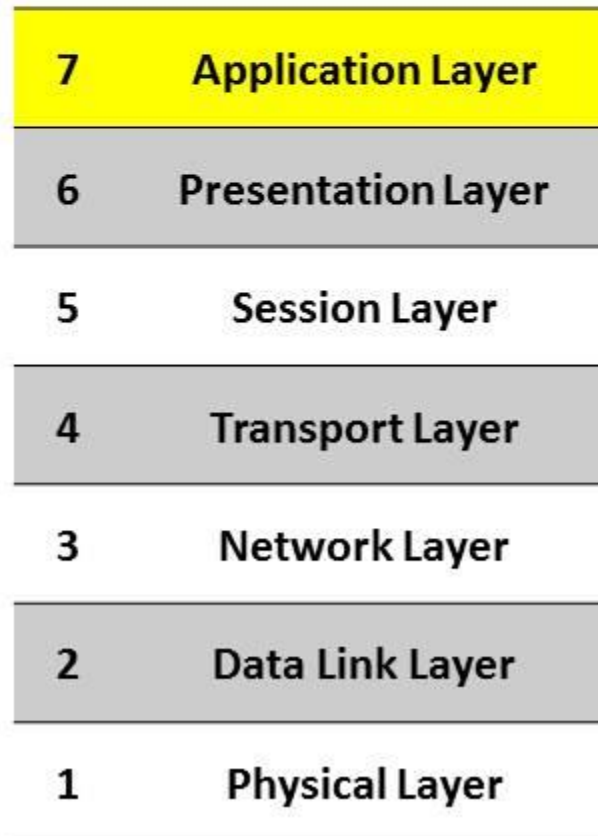 7 Application Layer
6 Presentation Layer
5 Session Layer
4 Transport Layer
3 Network Layer
2 Data Link Layer
1 Physical Layer